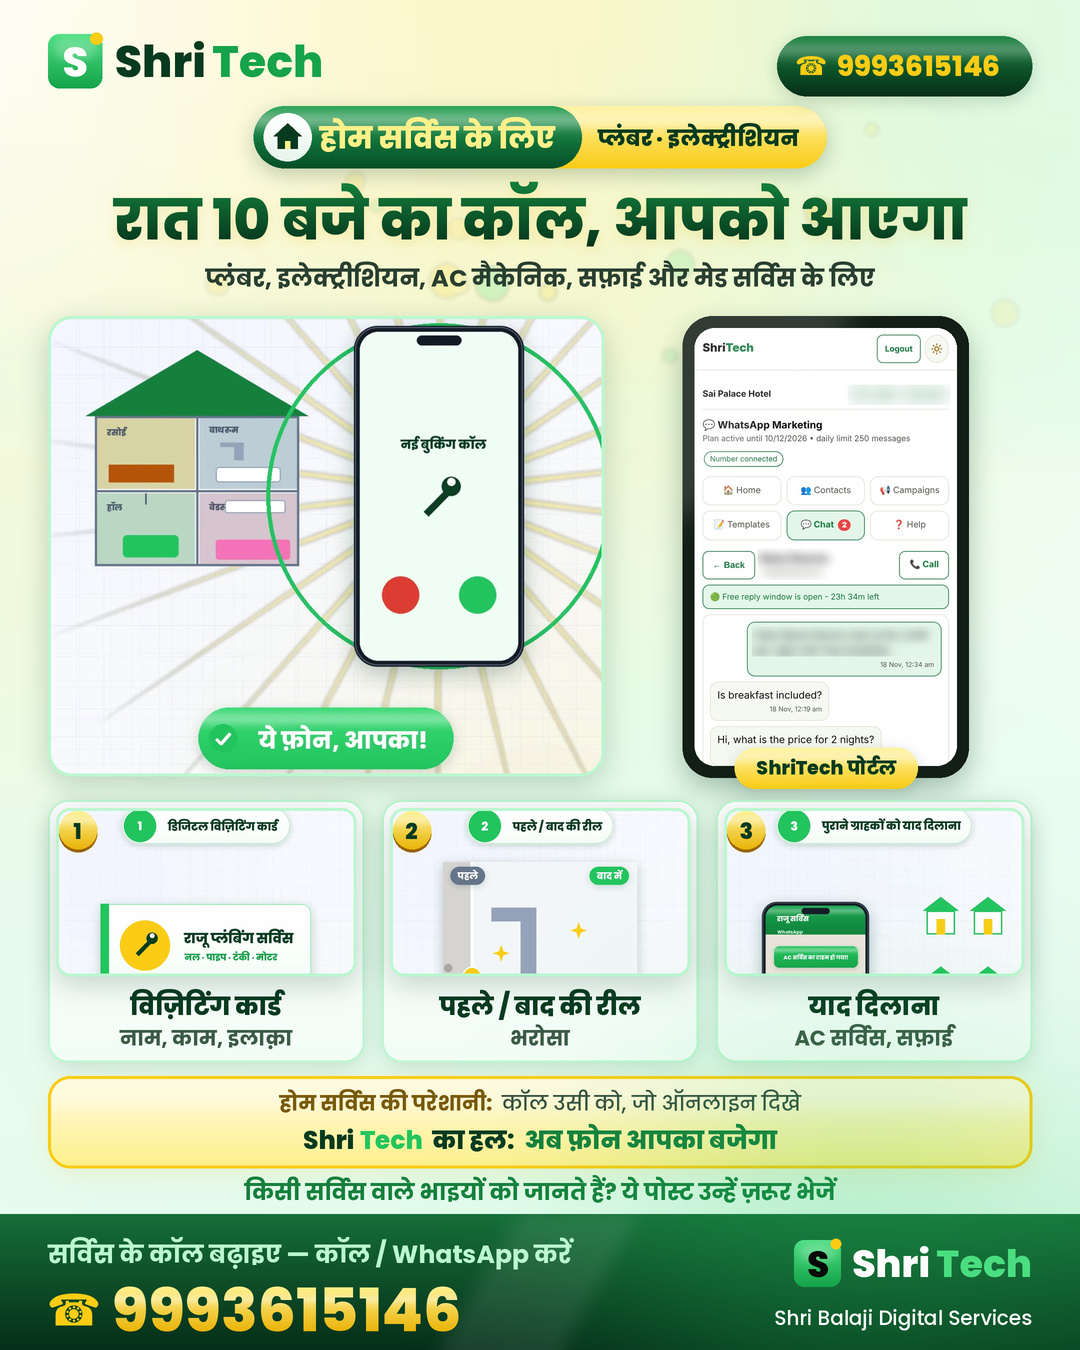 S Shri Tech
☎ 9993615146
होम सर्विस के लिए
प्लंबर · इलेक्ट्रीशियन
रात 10 बजे का कॉल, आपको आएगा
प्लंबर, इलेक्ट्रीशियन, AC मैकेनिक, सफ़ाई और मेड सर्विस के लिए
रसोई
वाथरूम
हॉल
नई बुकिंग कॉल
ये फ़ोन, आपका!
ShriTech
Logout
Sai Palace Hotel
WhatsApp Marketing
Plan active until 10/12/2026 • daily limit 250 messages
Number connected
Home
Contacts
Campaigns
Templates
Chat 2
Help
← Back
Call
Free reply window is open - 23h 34m left
18 Nov, 12:34 am
Is breakfast included?
18 Nov, 12:19 am
Hi, what is the price for 2 nights?
ShriTech पोर्टल
1
1 डिजिटल विज़िटिंग कार्ड
राजू प्लंबिंग सर्विस
नल · पाइप · टंकी · मोटर
विज़िटिंग कार्ड
नाम, काम, इलाक़ा
2
2 पहले / बाद की रील
पहले
बाद में
पहले / बाद की रील
भरोसा
3
3 पुराने ग्राहकों को याद दिलाना
राजू सर्विस
WhatsApp
AC सर्विस का टाइम हो गया!
याद दिलाना
AC सर्विस, सफ़ाई
होम सर्विस की परेशानी: कॉल उसी को, जो ऑनलाइन दिखे
Shri Tech का हल: अब फ़ोन आपका बजेगा
किसी सर्विस वाले भाइयों को जानते हैं? ये पोस्ट उन्हें ज़रूर भेजें
सर्विस के कॉल बढ़ाइए — कॉल / WhatsApp करें
☎ 9993615146
S Shri Tech
Shri Balaji Digital Services